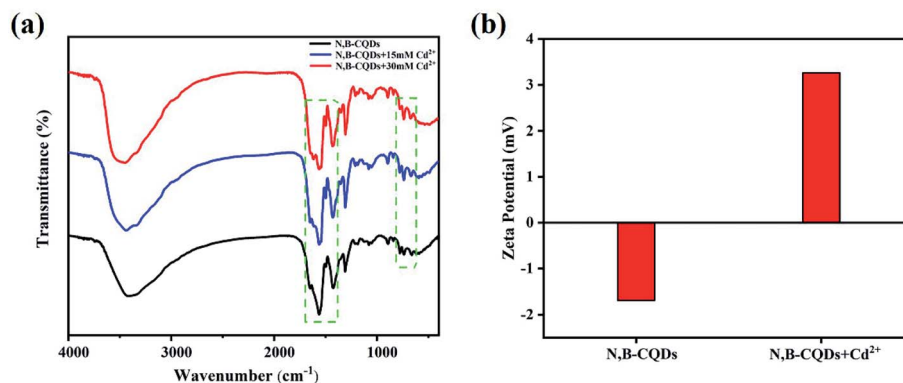 (a)
N,B-CQDs
N,B-CQDs+15mM Cd²⁺
N,B-CQDs+30mM Cd²⁺
Transmittance (%)
4000 3000 2000 1000
Wavenumber (cm⁻¹)
(b)
Zeta Potential (mV)
4
3
2
1
0
-1
-2
N,B-CQDs N,B-CQDs+Cd²⁺